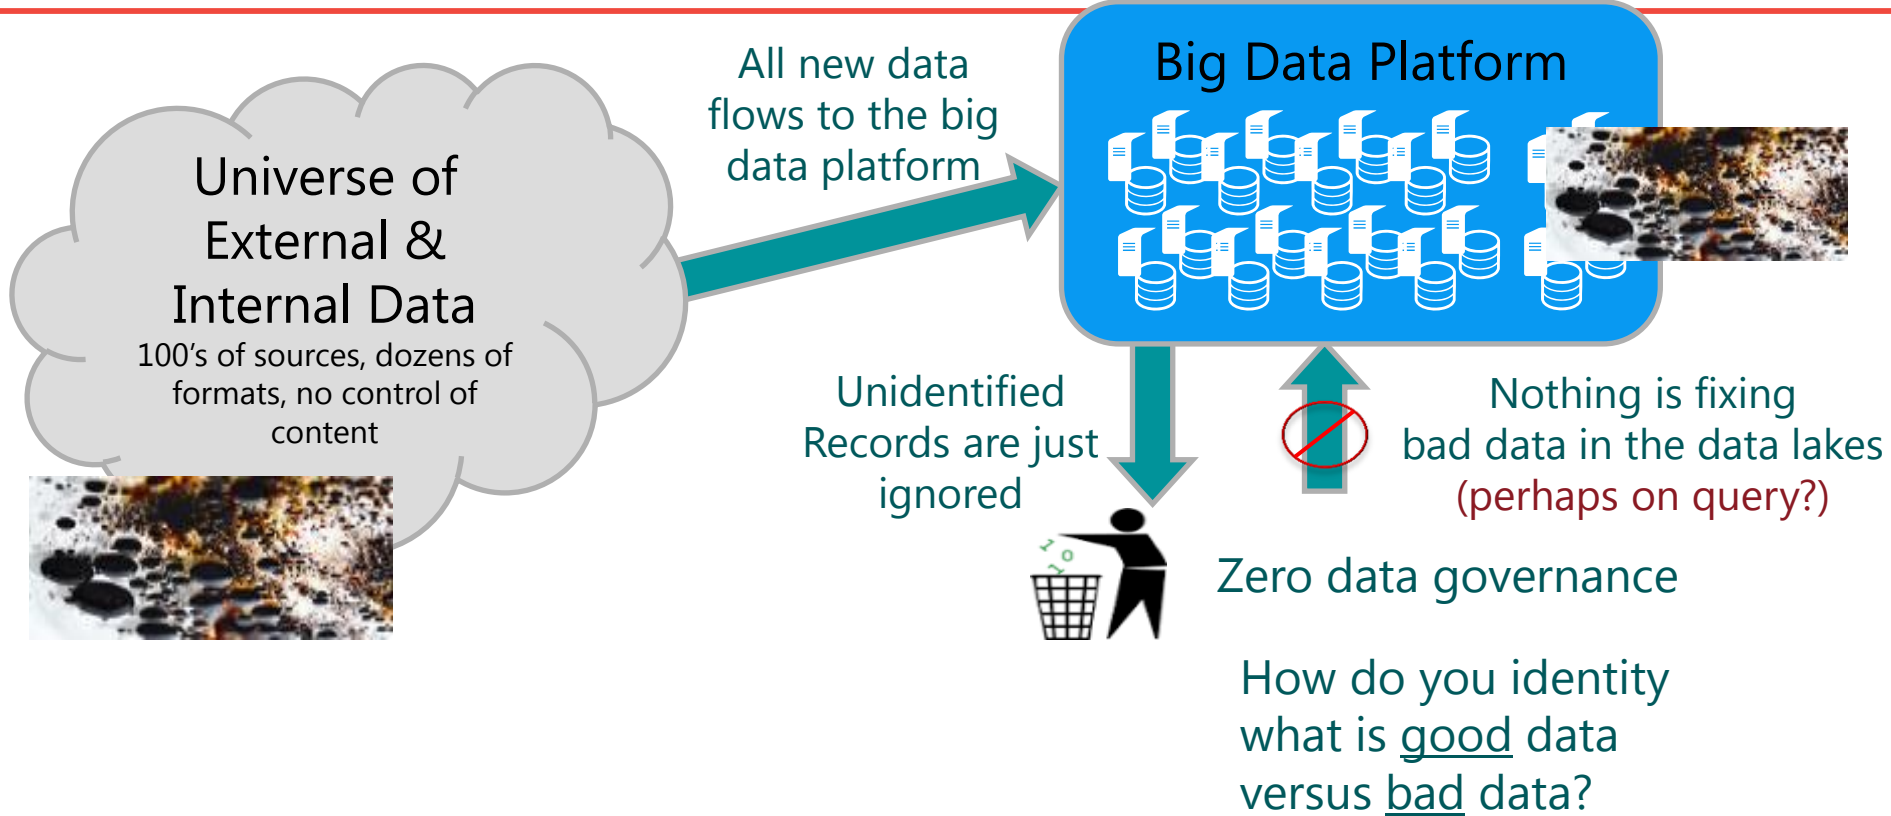 All new data
flows to the big
data platform
Big Data Platform
Universe of
External &
Internal Data
100's of sources, dozens of
formats, no control of
content
Unidentified
Records are just
ignored
Nothing is fixing
bad data in the data lakes
(perhaps on query?)
1 0
1
Zero data governance
How do you identity
what is good data
versus bad data?